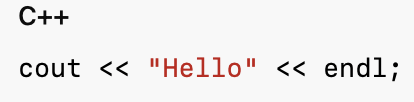 C++
cout << "Hello" << endl;